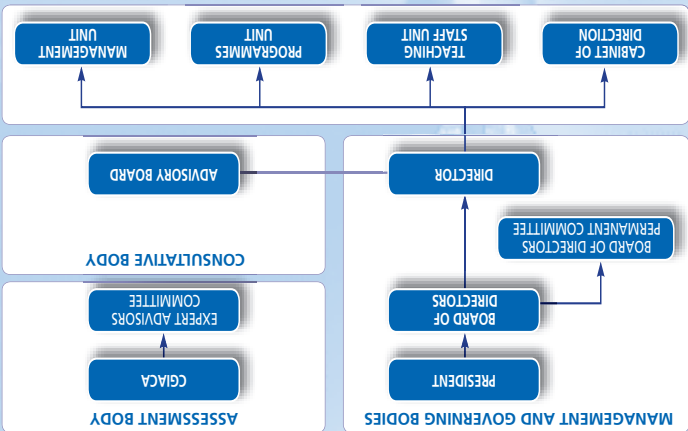 MANAGEMENT AND GOVERNING BODIES
PRESIDENT
BOARD OF
DIRECTORS
BOARD OF DIRECTORS
PERMANENT COMMITTEE
DIRECTOR
ASSESSMENT BODY
CGIACA
EXPERT ADVISORS
COMMITTEE
CONSULTATIVE BODY
ADVISORY BOARD
CABINET OF
DIRECTION
TEACHING
STAFF UNIT
PROGRAMMES
UNIT
MANAGEMENT
UNIT